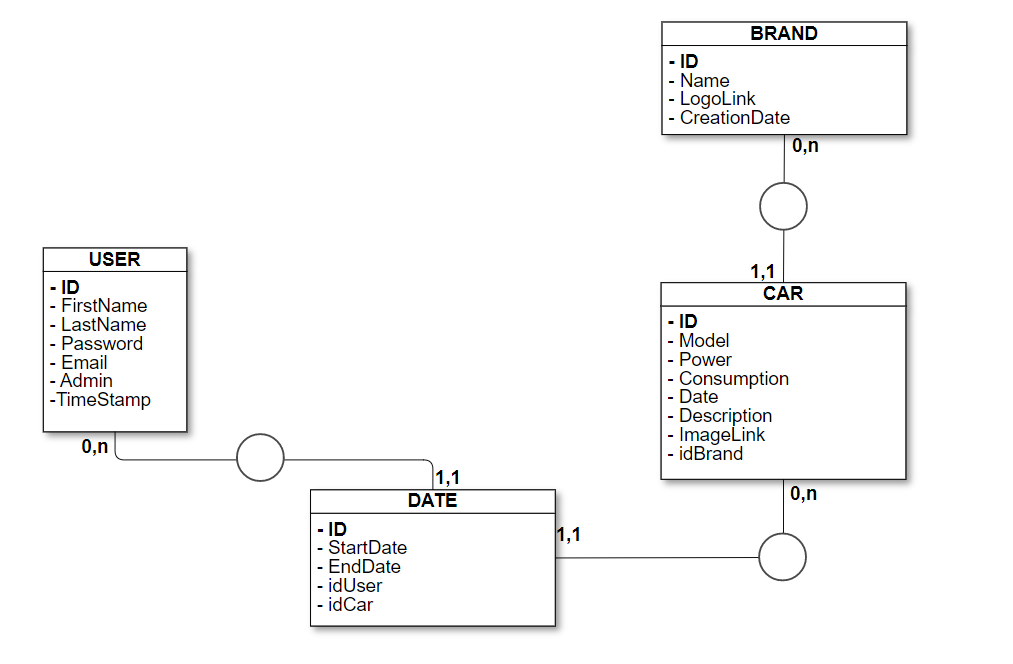 BRAND
- ID
- Name
- LogoLink
- CreationDate
0,n
1,1
CAR
- ID
- Model
- Power
- Consumption
- Date
- Description
- ImageLink
- idBrand
0,n
USER
- ID
- FirstName
- LastName
- Password
- Email
- Admin
-TimeStamp
0,n
1,1
DATE
- ID
- StartDate
- EndDate
- idUser
- idCar
1,1